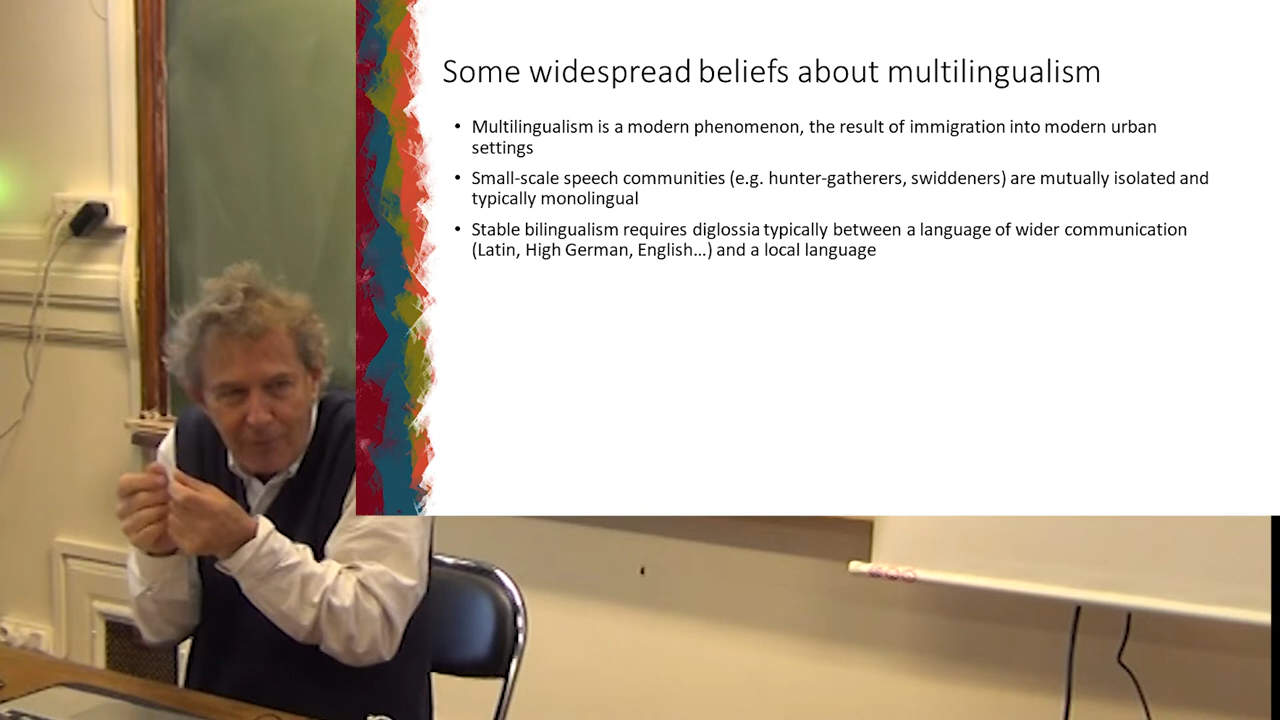 Some widespread beliefs about multilingualism
• Multilingualism is a modern phenomenon, the result of immigration into modern urban
settings
• Small-scale speech communities (e.g. hunter-gatherers, swiddeners) are mutually isolated and
typically monolingual
• Stable bilingualism requires diglossia typically between a language of wider communication
(Latin, High German, English…) and a local language